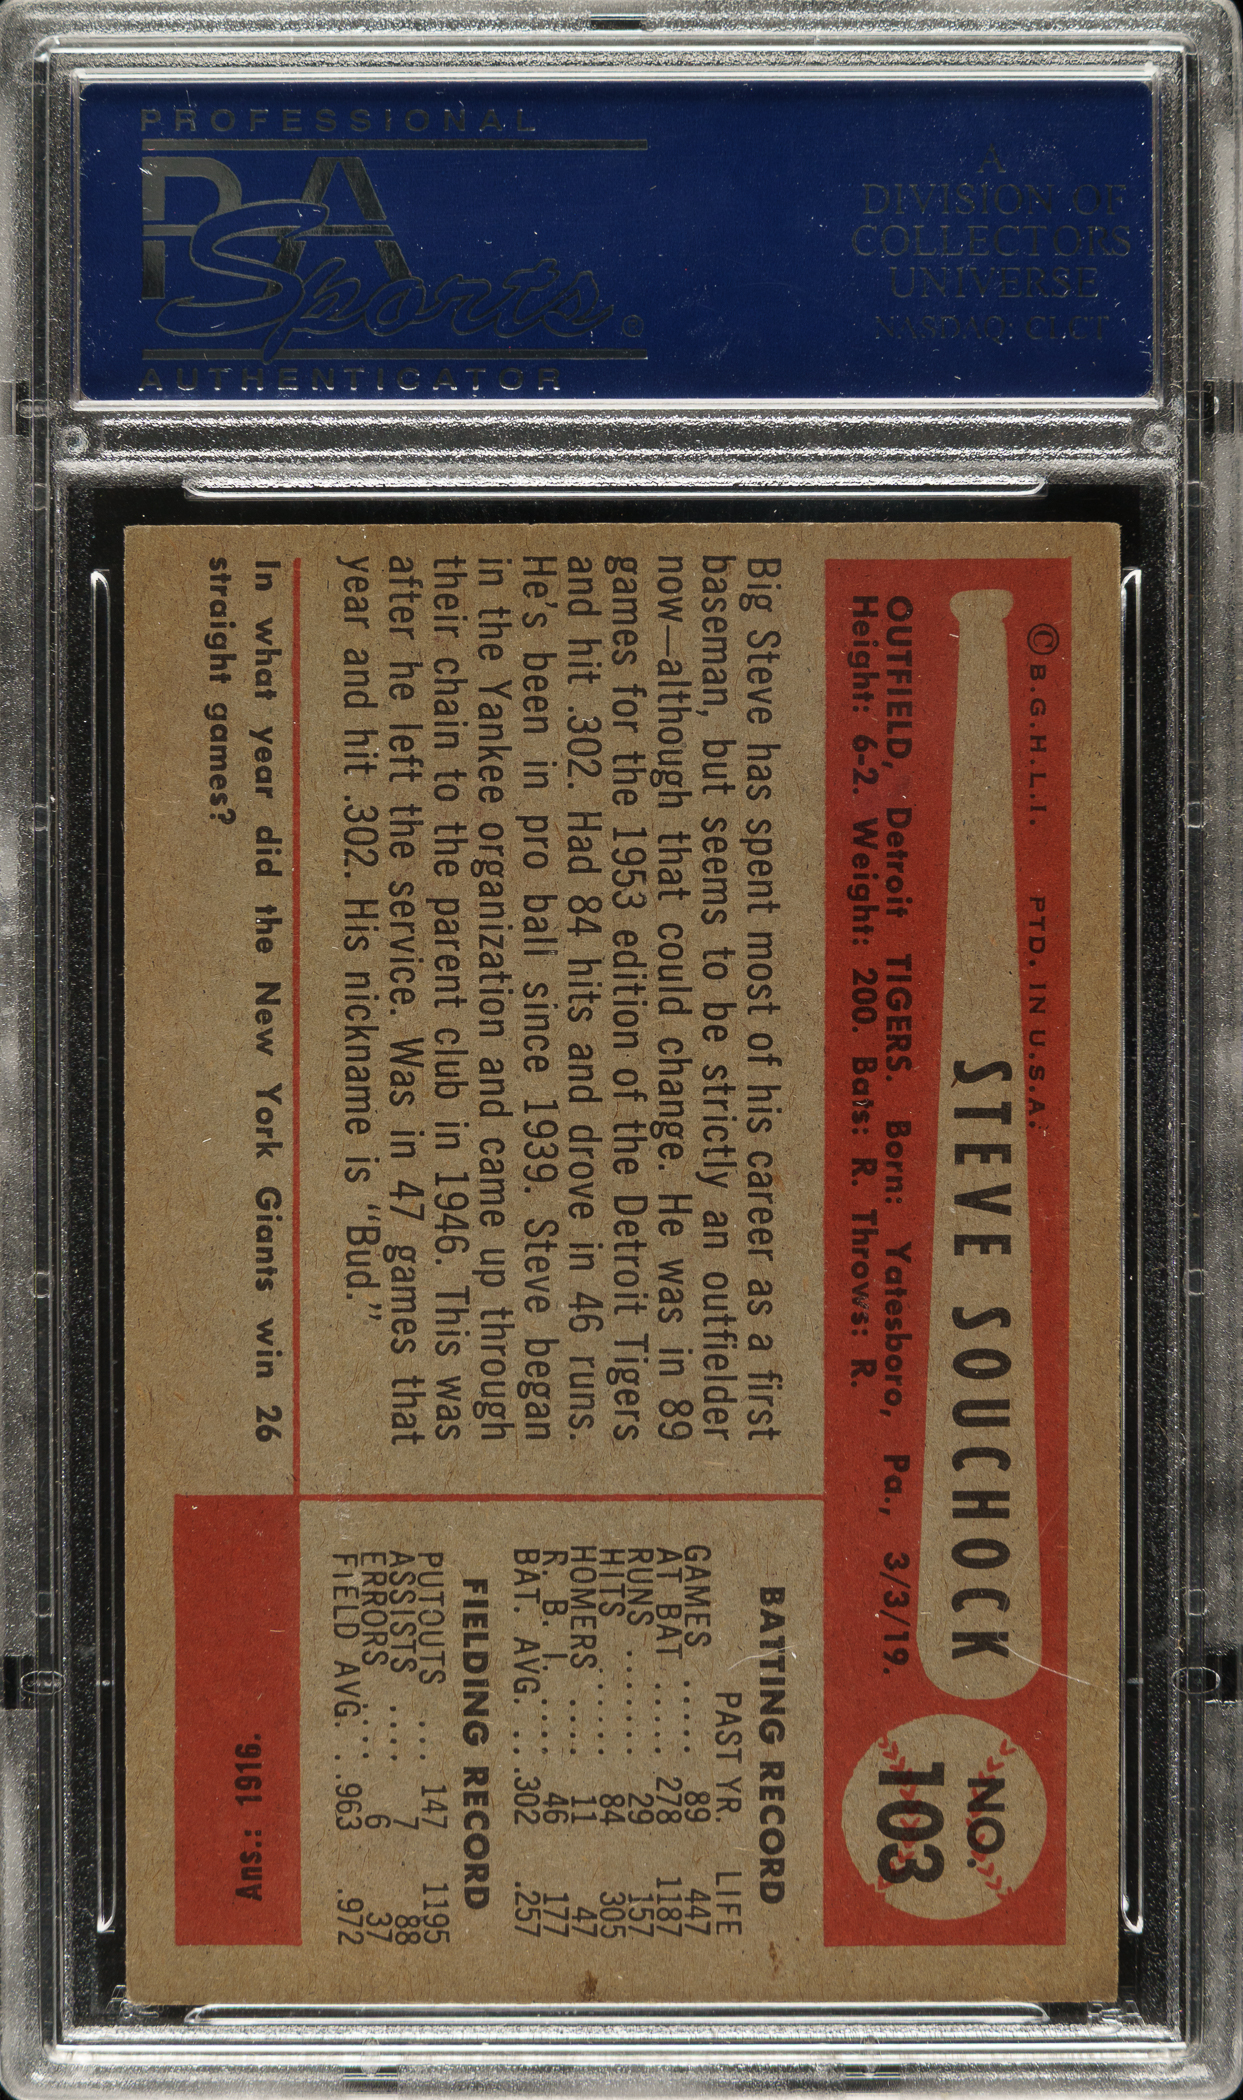 PROFESSIONAL
PSA
Sports®
AUTHENTICATOR
A
DIVISION OF
COLLECTORS
UNIVERSE
NASDAQ: CLCT
© B.G.H.L.I. PTD. IN U.S.A.
STEVE SOUCHOCK
NO.
103
OUTFIELD, Detroit TIGERS. Born: Yatesboro, Pa., 3/3/19.
Height: 6-2. Weight: 200. Bats: R. Throws: R.
Big Steve has spent most of his career as a first
baseman, but seems to be strictly an outfielder
now—although that could change. He was in 89
games for the 1953 edition of the Detroit Tigers
and hit .302. Had 84 hits and drove in 46 runs.
He's been in pro ball since 1939. Steve began
in the Yankee organization and came up through
their chain to the parent club in 1946. This was
after he left the service. Was in 47 games that
year and hit .302. His nickname is “Bud.”
BATTING RECORD
PAST YR. LIFE
GAMES ..... 89 447
AT BAT ..... 278 1187
RUNS ....... 29 157
HITS ....... 84 305
HOMERS .... 11 47
R. B. I. .... 46 177
BAT. AVG. .. .302 .257
FIELDING RECORD
PUTOUTS ... 147 1195
ASSISTS .... 7 88
ERRORS .... 6 37
FIELD AVG. . .963 .972
In what year did the New York Giants win 26
straight games?
Ans.: 1916.